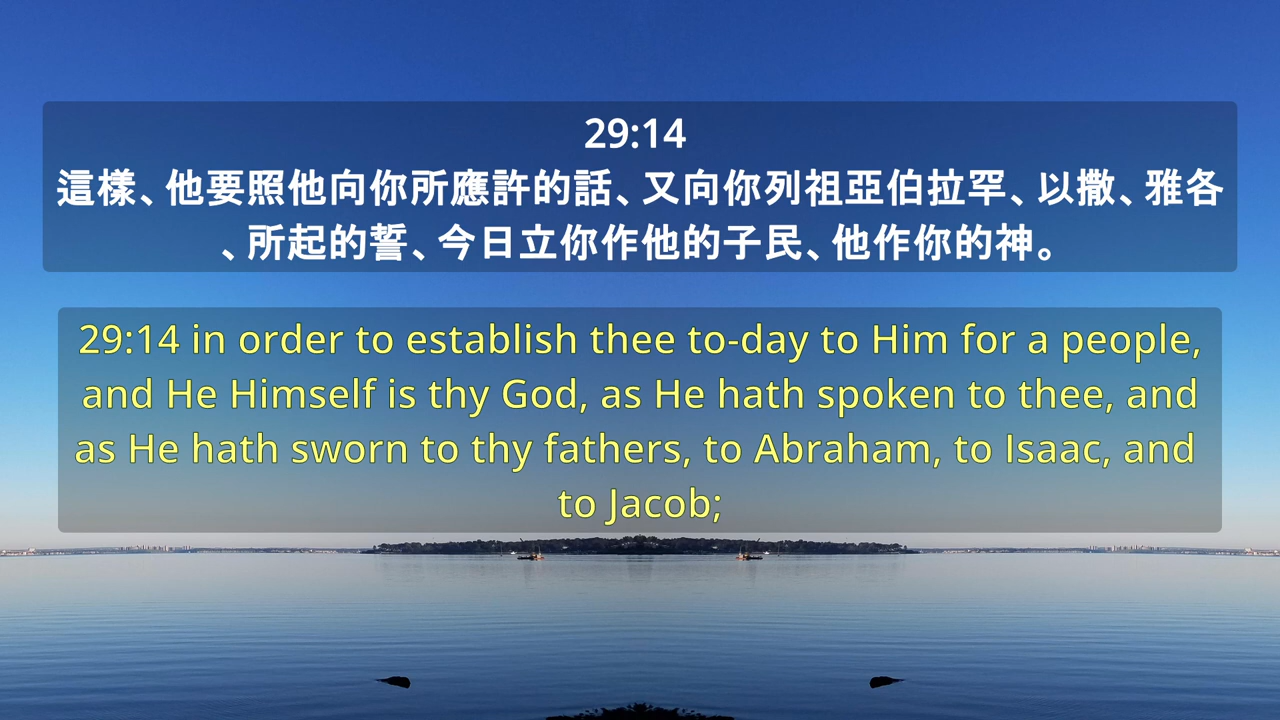 29:14
這樣、他要照他向你所應許的話、又向你列祖亞伯拉罕、以撒、雅各
、所起的誓、今日立你作他的子民、他作你的神。
29:14 in order to establish thee to-day to Him for a people,
and He Himself is thy God, as He hath spoken to thee, and
as He hath sworn to thy fathers, to Abraham, to Isaac, and
to Jacob;